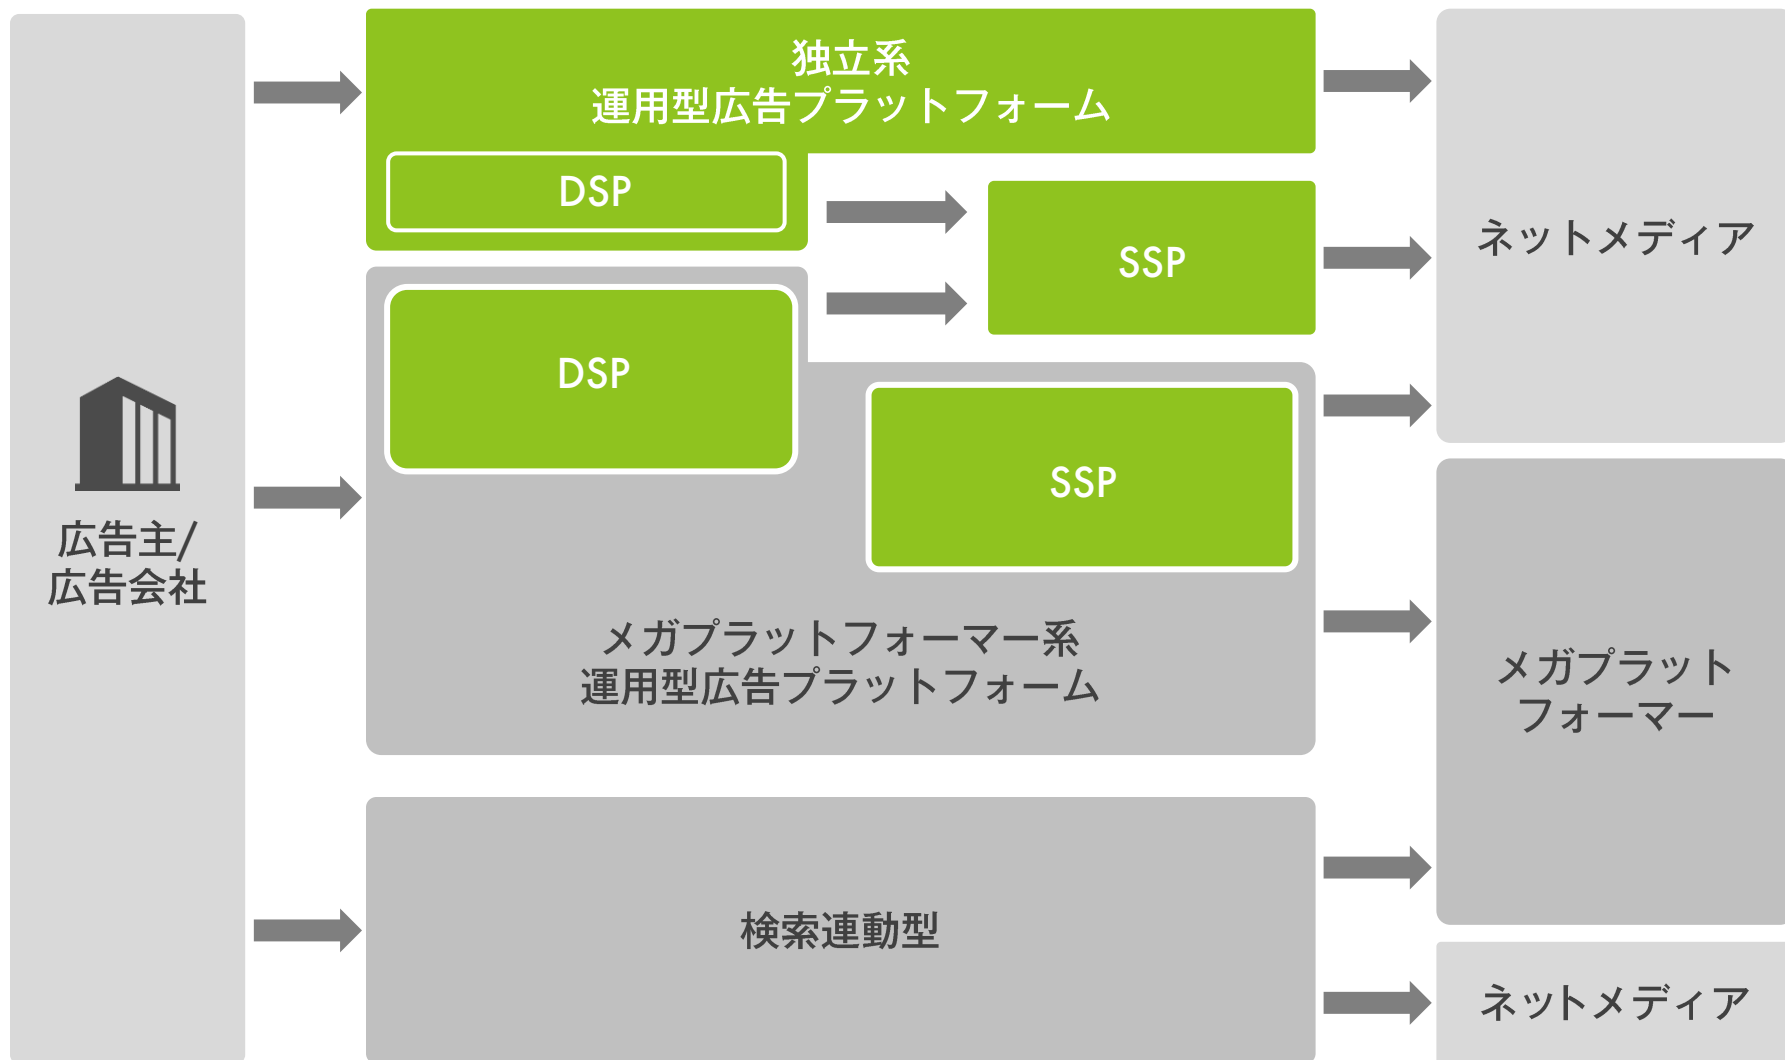 広告主/
広告会社
独立系
運用型広告プラットフォーム
DSP
SSP
DSP
SSP
メガプラットフォーマー系
運用型広告プラットフォーム
検索連動型
ネットメディア
メガプラット
フォーマー
ネットメディア